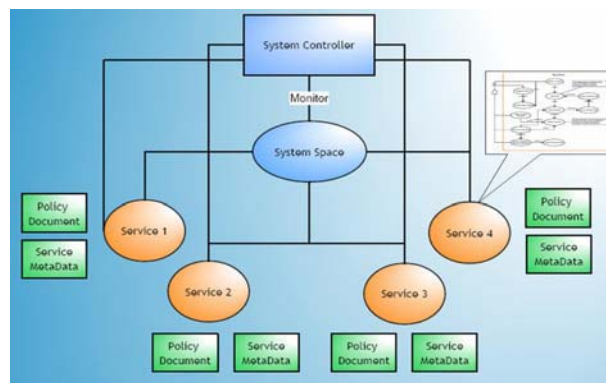 System Controller
Monitor
System Space
Policy
Document
Service
MetaData
Service 1
Service 4
Policy
Document
Service
MetaData
Service 2
Service 3
Policy
Document
Service
MetaData
Policy
Document
Service
MetaData